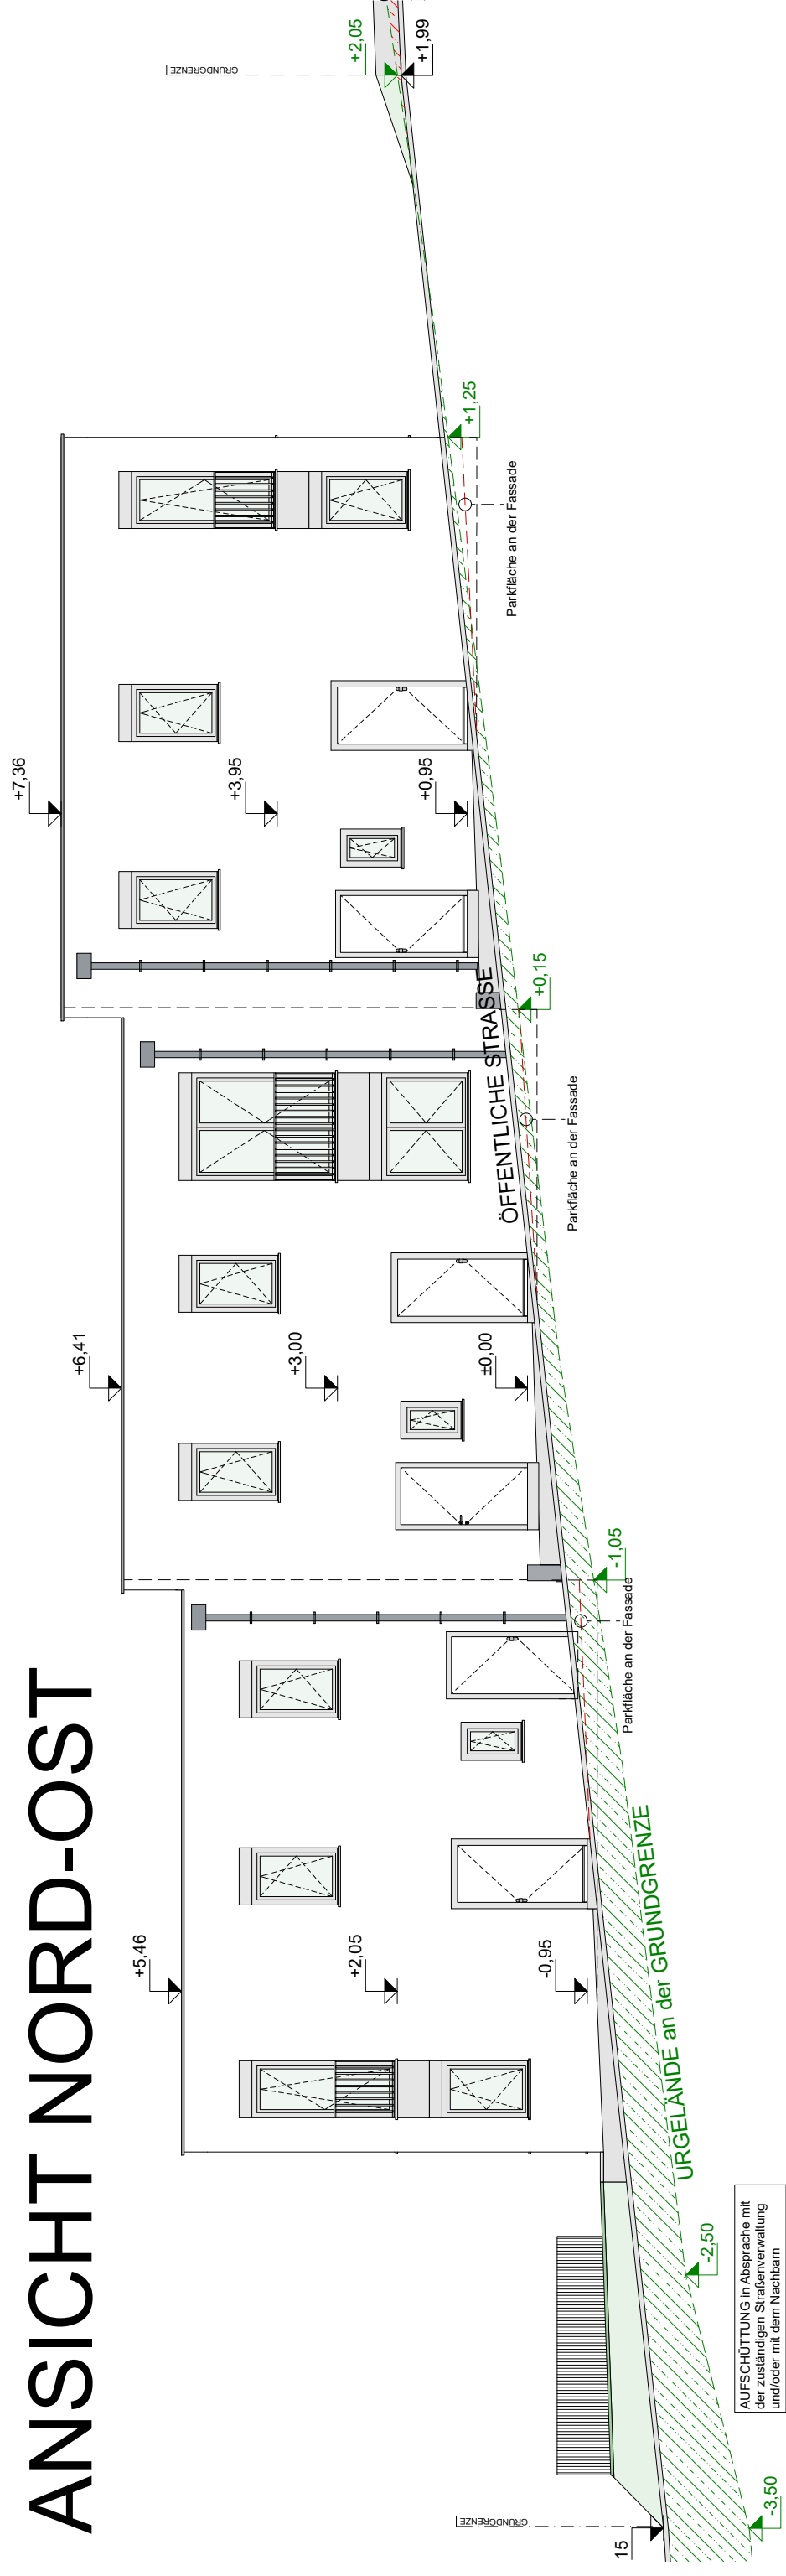 ANSICHT NORD-OST
+7,36
+6,41
+5,46
+3,95
+3,00
+2,05
+0,95
±0,00
-0,95
GRUNDGRENZE
+2,05
+1,99
+1,25
Parkfläche an der Fassade
ÖFFENTLICHE STRASSE
+0,15
Parkfläche an der Fassade
-1,05
Parkfläche an der Fassade
URGELÄNDE an der GRUNDGRENZE
-2,50
AUFSCHÜTTUNG in Absprache mit
der zuständigen Straßenverwaltung
und/oder mit dem Nachbarn
GRUNDGRENZE
15
-3,50